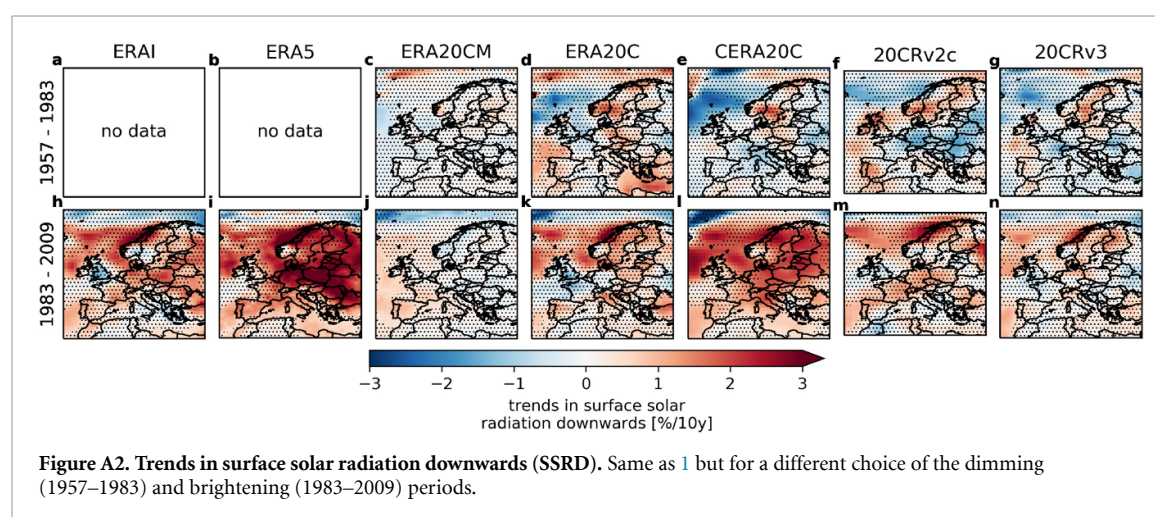 ERAI ERA5 ERA20CM ERA20C CERA20C 20CRv2c 20CRv3
a b c d e f g
1957 - 1983
no data no data
h i j k l m n
1983 - 2009
−3 −2 −1 0 1 2 3
trends in surface solar
radiation downwards [%/10y]
Figure A2. Trends in surface solar radiation downwards (SSRD). Same as 1 but for a different choice of the dimming
(1957–1983) and brightening (1983–2009) periods.